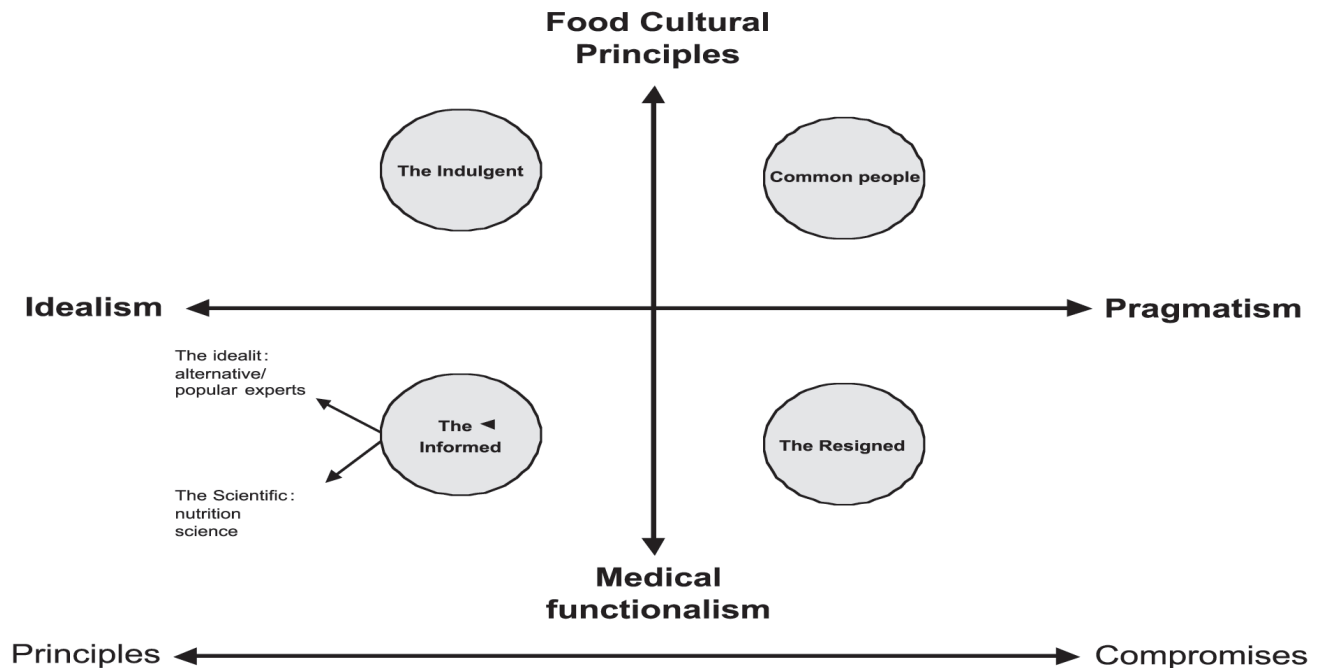 Food Cultural
Principles
The Indulgent
Common people
Idealism
Pragmatism
The idealit:
alternative/
popular experts
The
Informed
The Resigned
The Scientific:
nutrition
science
Medical
functionalism
Principles
Compromises